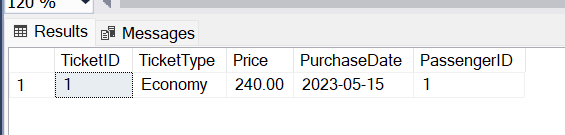 120 %
Results Messages
TicketID TicketType Price PurchaseDate PassengerID
1 1 Economy 240.00 2023-05-15 1